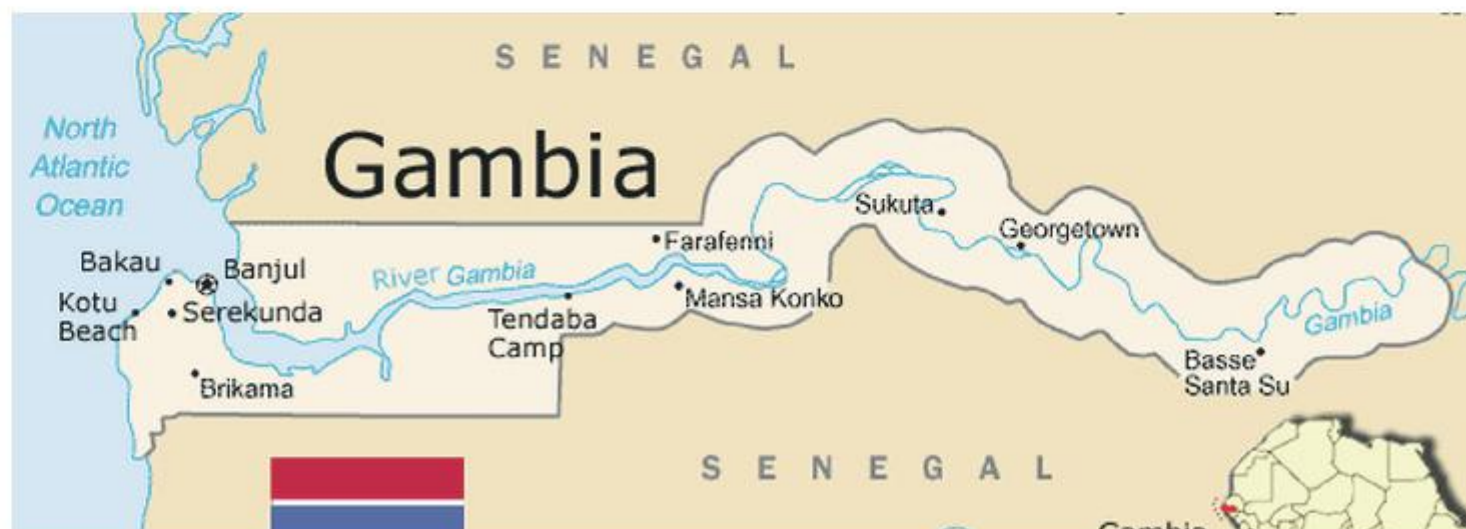 SENEGAL
Gambia
North
Atlantic
Ocean
Sukuta
Georgetown
Farafenni
Bakau
Banjul
River Gambia
Mansa Konko
Kotu
Beach
Serekunda
Tendaba
Camp
Gambia
Basse
Santa Su
Brikama
SENEGAL
Gambia